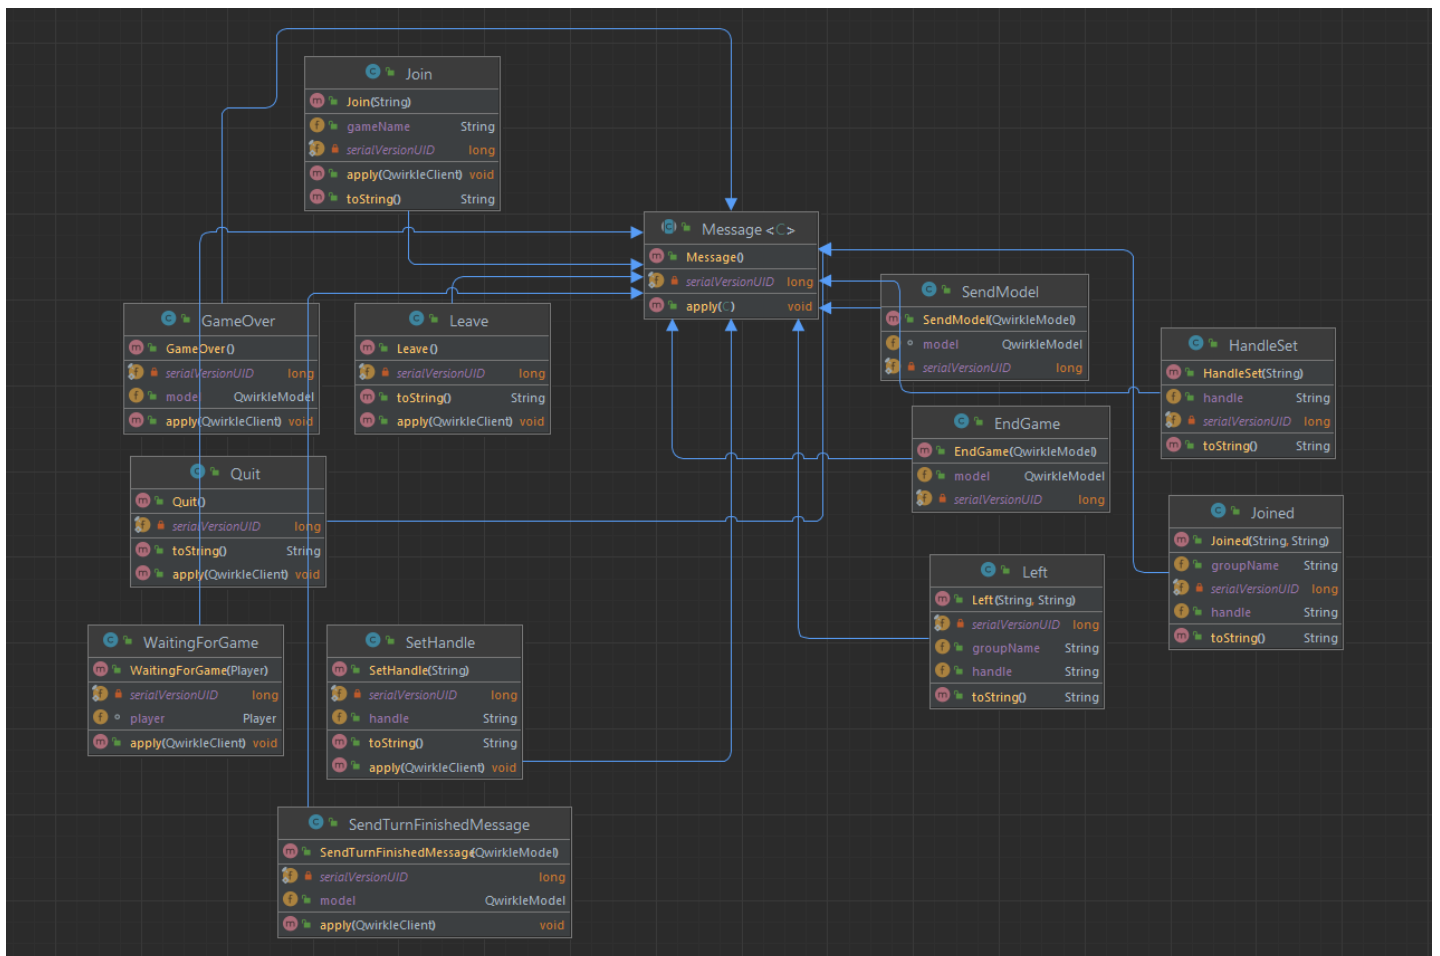 Join
Join(String)
gameName String
serialVersionUID long
apply(QwirkleClient) void
toString() String
Message <C>
Message()
serialVersionUID long
apply(C) void
SendModel
SendModel(QwirkleModel)
model QwirkleModel
serialVersionUID long
GameOver
GameOver()
serialVersionUID long
model QwirkleModel
apply(QwirkleClient) void
Leave
Leave()
serialVersionUID long
toString() String
apply(QwirkleClient) void
HandleSet
HandleSet(String)
handle String
serialVersionUID long
toString() String
EndGame
EndGame(QwirkleModel)
model QwirkleModel
serialVersionUID long
Quit
Quit()
serialVersionUID long
toString() String
apply(QwirkleClient) void
Joined
Joined(String, String)
groupName String
serialVersionUID long
handle String
toString() String
Left
Left(String, String)
serialVersionUID long
groupName String
handle String
toString() String
WaitingForGame
WaitingForGame(Player)
serialVersionUID long
player Player
apply(QwirkleClient) void
SetHandle
SetHandle(String)
serialVersionUID long
handle String
toString() String
apply(QwirkleClient) void
SendTurnFinishedMessage
SendTurnFinishedMessage(QwirkleModel)
serialVersionUID long
model QwirkleModel
apply(QwirkleClient) void